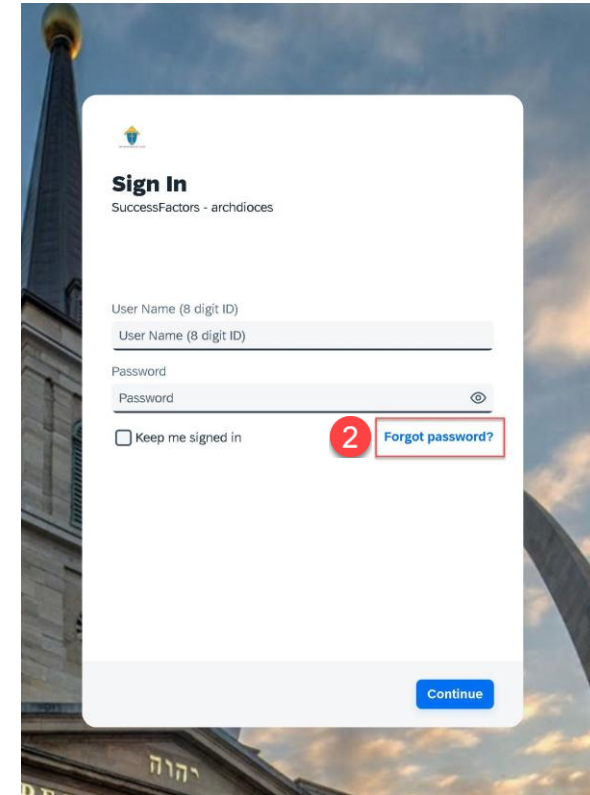 Sign In
SuccessFactors - archdioces
User Name (8 digit ID)
User Name (8 digit ID)
Password
Password
Keep me signed in
2
Forgot password?
Continue
יהוה